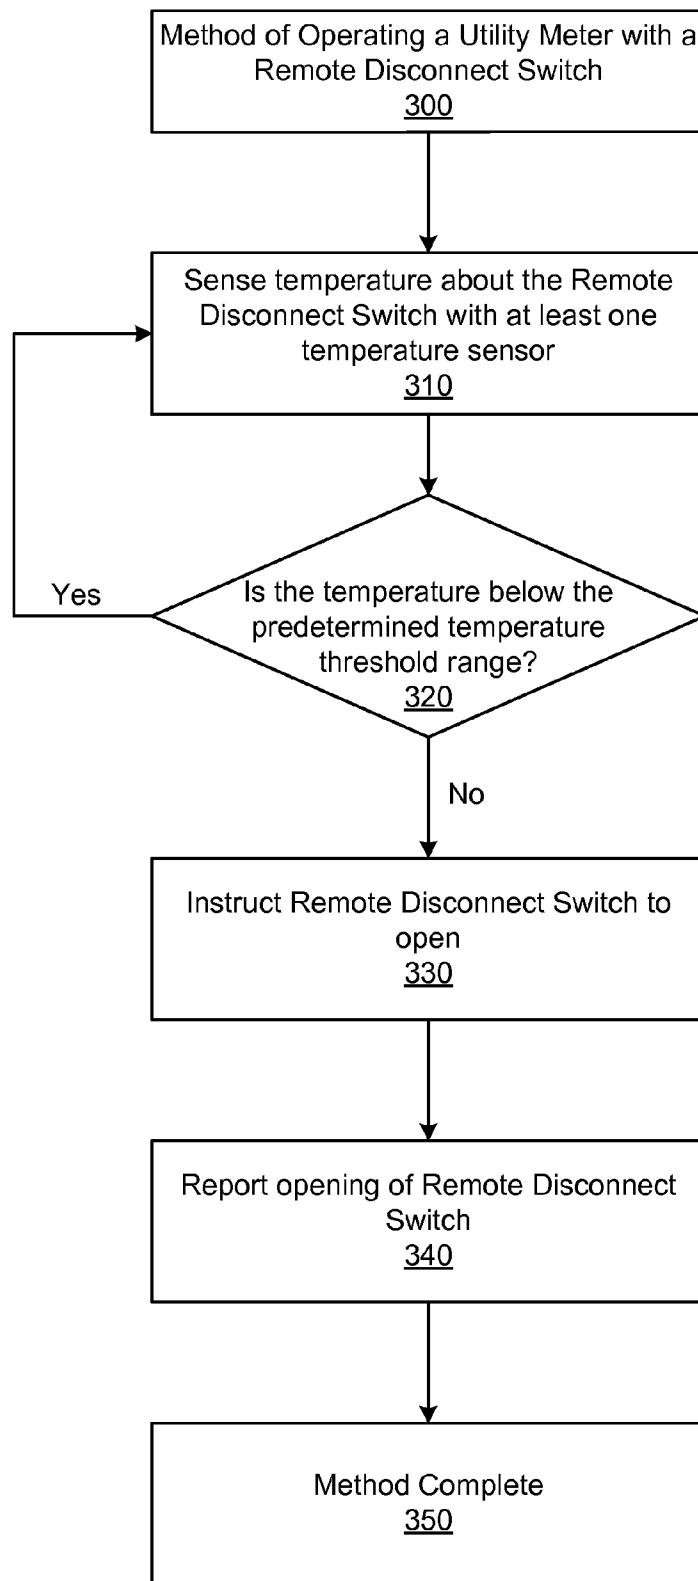 Method of Operating a Utility Meter with a
Remote Disconnect Switch
300
Sense temperature about the Remote
Disconnect Switch with at least one
temperature sensor
310
Yes
Is the temperature below the
predetermined temperature
threshold range?
320
No
Instruct Remote Disconnect Switch to
open
330
Report opening of Remote Disconnect
Switch
340
Method Complete
350